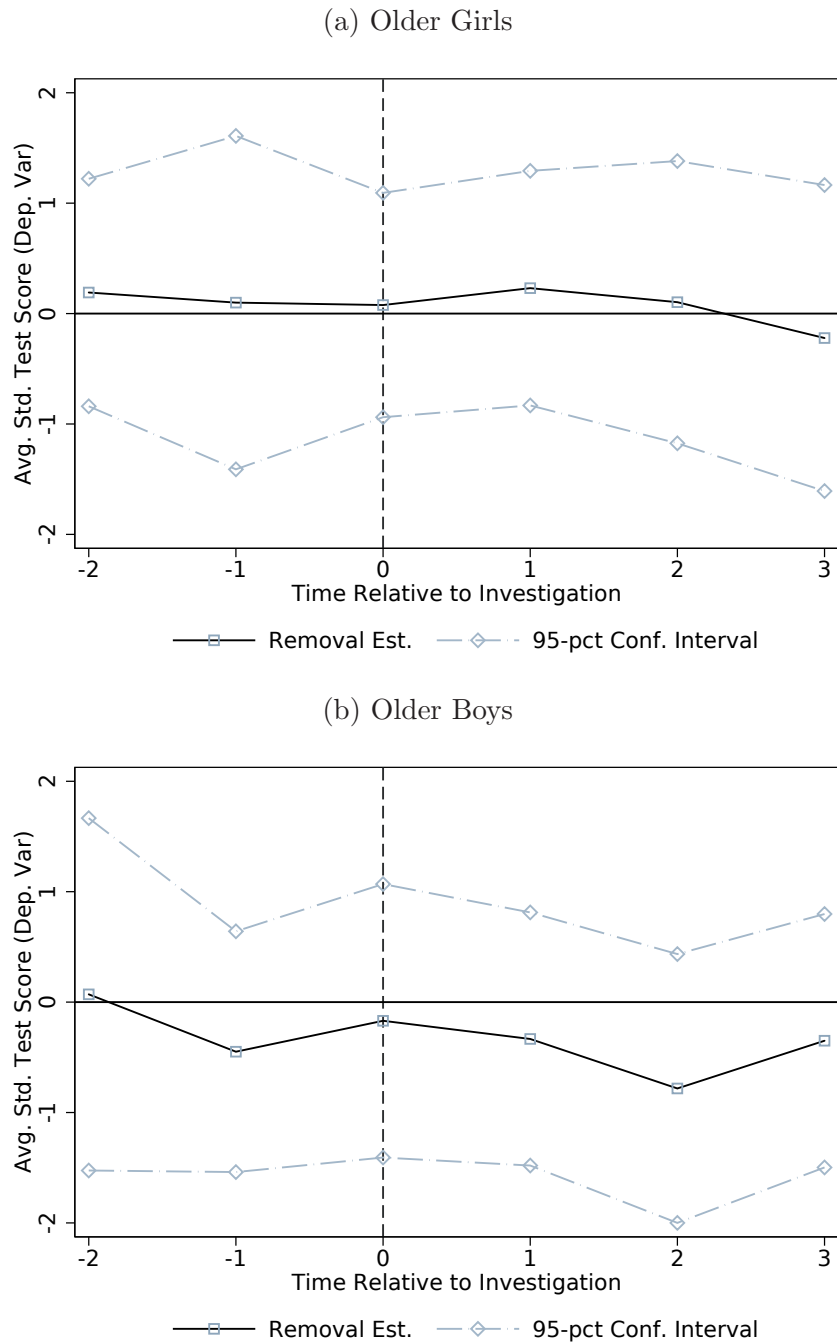 (a) Older Girls
Avg. Std. Test Score (Dep. Var)
2
1
0
-1
-2
-2 -1 0 1 2 3
Time Relative to Investigation
Removal Est. 95-pct Conf. Interval
(b) Older Boys
Avg. Std. Test Score (Dep. Var)
2
1
0
-1
-2
-2 -1 0 1 2 3
Time Relative to Investigation
Removal Est. 95-pct Conf. Interval